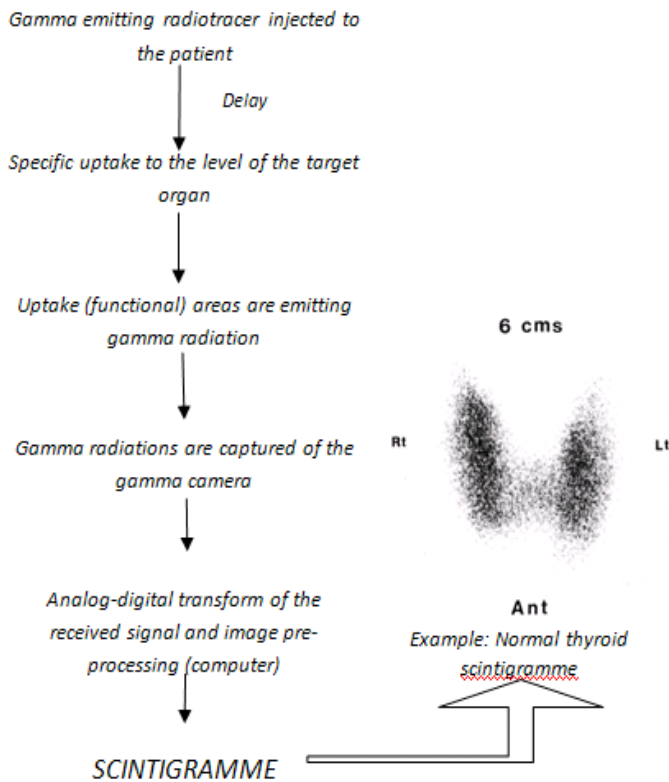 Gamma emitting radiotracer injected to
the patient
Delay
Specific uptake to the level of the target
organ
Uptake (functional) areas are emitting
gamma radiation
Gamma radiations are captured of the
gamma camera
Analog-digital transform of the
received signal and image pre-
processing (computer)
SCINTIGRAMME
6 cms
Rt
Lt
Ant
Example: Normal thyroid
scintigramme